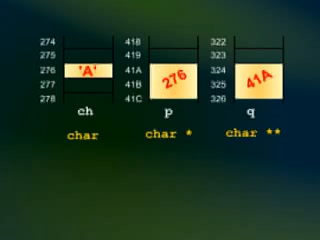 274 418 322
275 419 323
276 'A' 41A 276 324 41A
277 41B 325
278 41C 326
ch p q
char char * char **